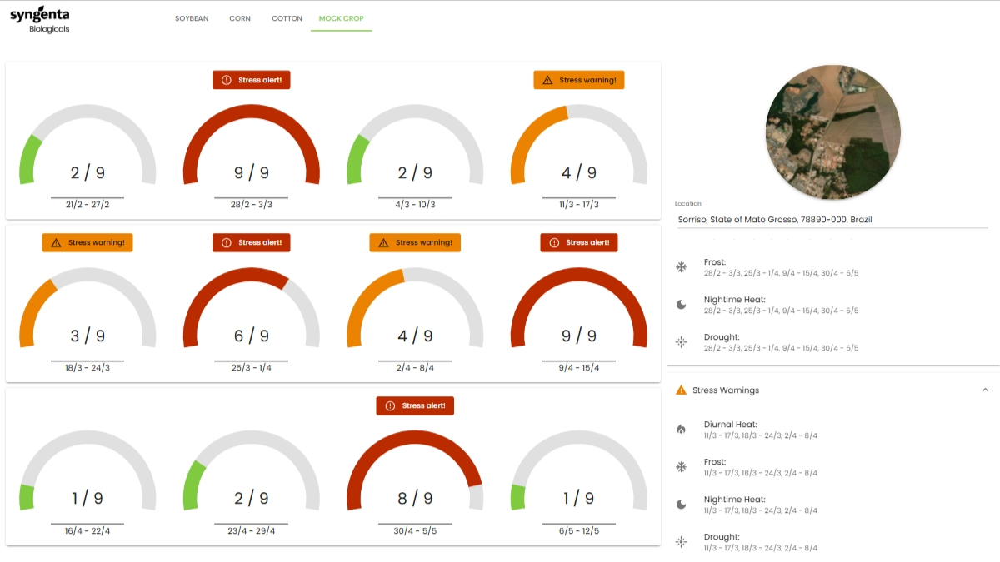 syngenta
Biologicals
SOYBEAN CORN COTTON MOCK CROP
Stress alert! Stress warning!
2 / 9 9 / 9 2 / 9 4 / 9
21/2 - 27/2 28/2 - 3/3 4/3 - 10/3 11/3 - 17/3
Stress warning! Stress alert! Stress warning! Stress alert!
3 / 9 6 / 9 4 / 9 9 / 9
18/3 - 24/3 25/3 - 1/4 2/4 - 8/4 9/4 - 15/4
Stress alert!
1 / 9 2 / 9 8 / 9 1 / 9
16/4 - 22/4 23/4 - 29/4 30/4 - 5/5 6/5 - 12/5
Location
Sorriso, State of Mato Grosso, 78890-000, Brazil
Frost:
28/2 - 3/3, 25/3 - 1/4, 9/4 - 15/4, 30/4 - 5/5
Nightime Heat:
28/2 - 3/3, 25/3 - 1/4, 9/4 - 15/4, 30/4 - 5/5
Drought:
28/2 - 3/3, 25/3 - 1/4, 9/4 - 15/4, 30/4 - 5/5
Stress Warnings
Diurnal Heat:
11/3 - 17/3, 18/3 - 24/3, 2/4 - 8/4
Frost:
11/3 - 17/3, 18/3 - 24/3, 2/4 - 8/4
Nightime Heat:
11/3 - 17/3, 18/3 - 24/3, 2/4 - 8/4
Drought:
11/3 - 17/3, 18/3 - 24/3, 2/4 - 8/4